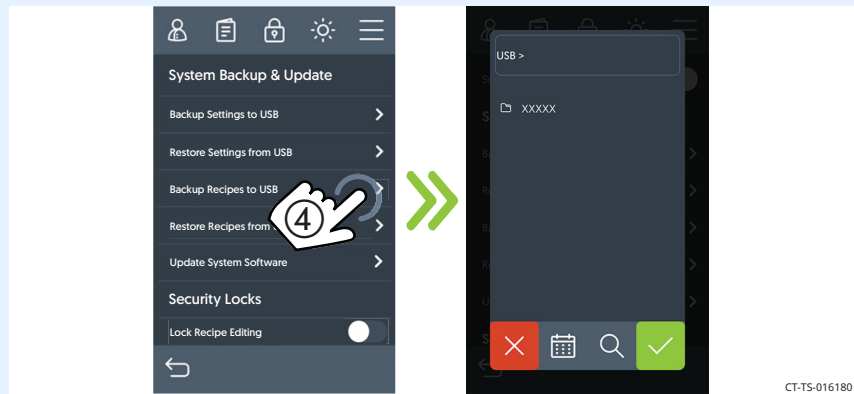 System Backup & Update
Backup Settings to USB
Restore Settings from USB
Backup Recipes to USB
Restore Recipes from
4
Update System Software
Security Locks
Lock Recipe Editing
USB >
XXXXX
CT-TS-016180